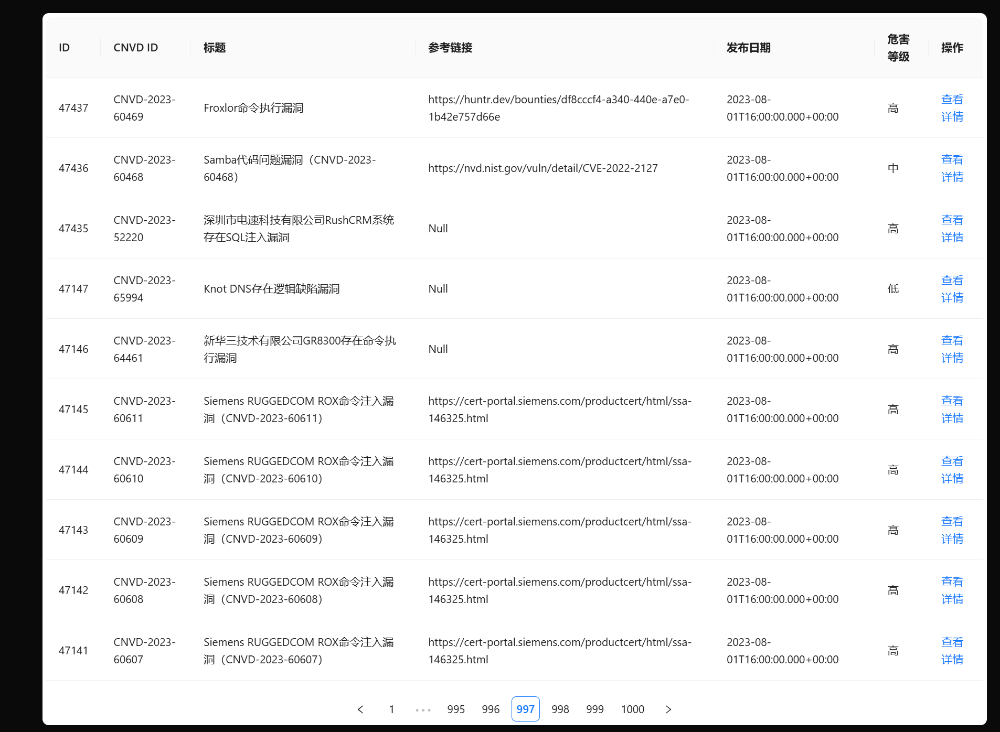 ID
CNVD ID
标题
参考链接
发布日期
危害
等级
操作
47437
CNVD-2023-
60469
Froxlor命令执行漏洞
https://huntr.dev/bounties/df8cccf4-a340-440e-a7e0-
1b42e757d66e
2023-08-
01T16:00:00.000+00:00
高
查看
详情
47436
CNVD-2023-
60468
Samba代码问题漏洞（CNVD-2023-
60468）
https://nvd.nist.gov/vuln/detail/CVE-2022-2127
2023-08-
01T16:00:00.000+00:00
中
查看
详情
47435
CNVD-2023-
52220
深圳市电速科技有限公司RushCRM系统
存在SQL注入漏洞
Null
2023-08-
01T16:00:00.000+00:00
高
查看
详情
47147
CNVD-2023-
65994
Knot DNS存在逻辑缺陷漏洞
Null
2023-08-
01T16:00:00.000+00:00
低
查看
详情
47146
CNVD-2023-
64461
新华三技术有限公司GR8300存在命令执
行漏洞
Null
2023-08-
01T16:00:00.000+00:00
高
查看
详情
47145
CNVD-2023-
60611
Siemens RUGGEDCOM ROX命令注入漏
洞（CNVD-2023-60611）
https://cert-portal.siemens.com/productcert/html/ssa-
146325.html
2023-08-
01T16:00:00.000+00:00
高
查看
详情
47144
CNVD-2023-
60610
Siemens RUGGEDCOM ROX命令注入漏
洞（CNVD-2023-60610）
https://cert-portal.siemens.com/productcert/html/ssa-
146325.html
2023-08-
01T16:00:00.000+00:00
高
查看
详情
47143
CNVD-2023-
60609
Siemens RUGGEDCOM ROX命令注入漏
洞（CNVD-2023-60609）
https://cert-portal.siemens.com/productcert/html/ssa-
146325.html
2023-08-
01T16:00:00.000+00:00
高
查看
详情
47142
CNVD-2023-
60608
Siemens RUGGEDCOM ROX命令注入漏
洞（CNVD-2023-60608）
https://cert-portal.siemens.com/productcert/html/ssa-
146325.html
2023-08-
01T16:00:00.000+00:00
高
查看
详情
47141
CNVD-2023-
60607
Siemens RUGGEDCOM ROX命令注入漏
洞（CNVD-2023-60607）
https://cert-portal.siemens.com/productcert/html/ssa-
146325.html
2023-08-
01T16:00:00.000+00:00
高
查看
详情
< 1 ••• 995 996 997 998 999 1000 >